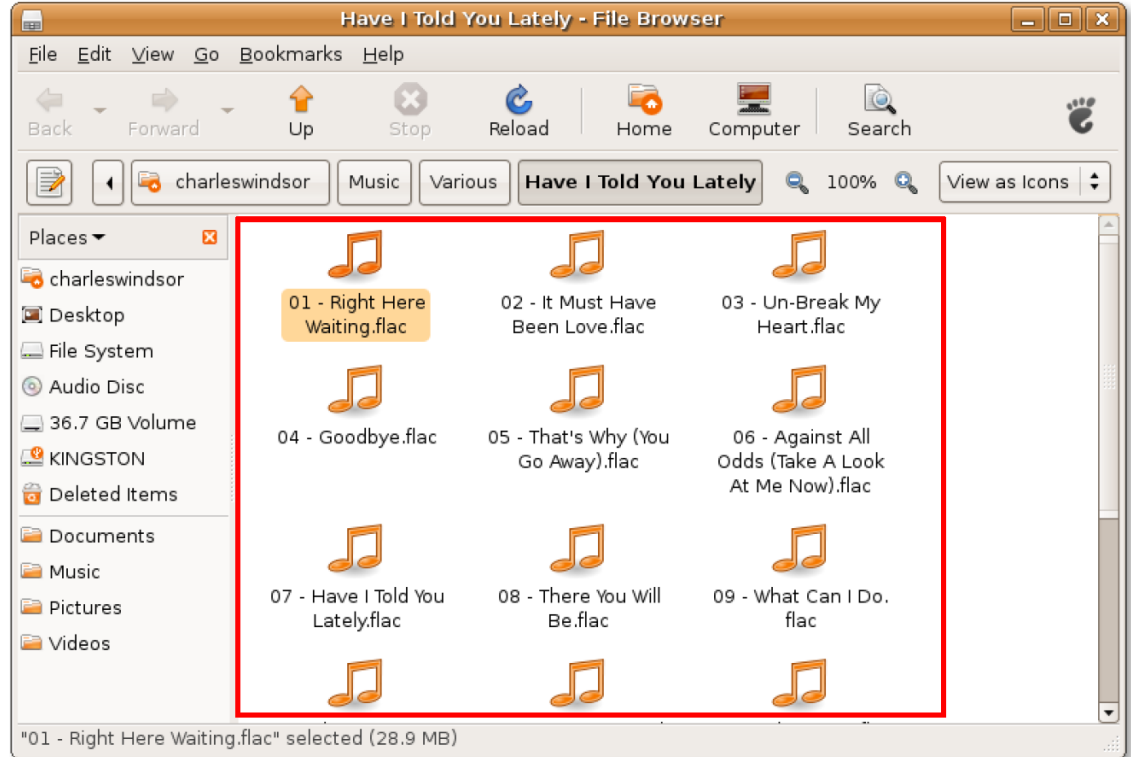 Have I Told You Lately - File Browser
File Edit View Go Bookmarks Help
Back Forward Up Stop Reload Home Computer Search
charleswindsor Music Various Have I Told You Lately 100% View as Icons
Places
charleswindsor
Desktop
File System
Audio Disc
36.7 GB Volume
KINGSTON
Deleted Items
Documents
Music
Pictures
Videos
01 - Right Here
Waiting.flac
02 - It Must Have
Been Love.flac
03 - Un-Break My
Heart.flac
04 - Goodbye.flac
05 - That's Why (You
Go Away).flac
06 - Against All
Odds (Take A Look
At Me Now).flac
07 - Have I Told You
Lately.flac
08 - There You Will
Be.flac
09 - What Can I Do.
flac
"01 - Right Here Waiting.flac" selected (28.9 MB)